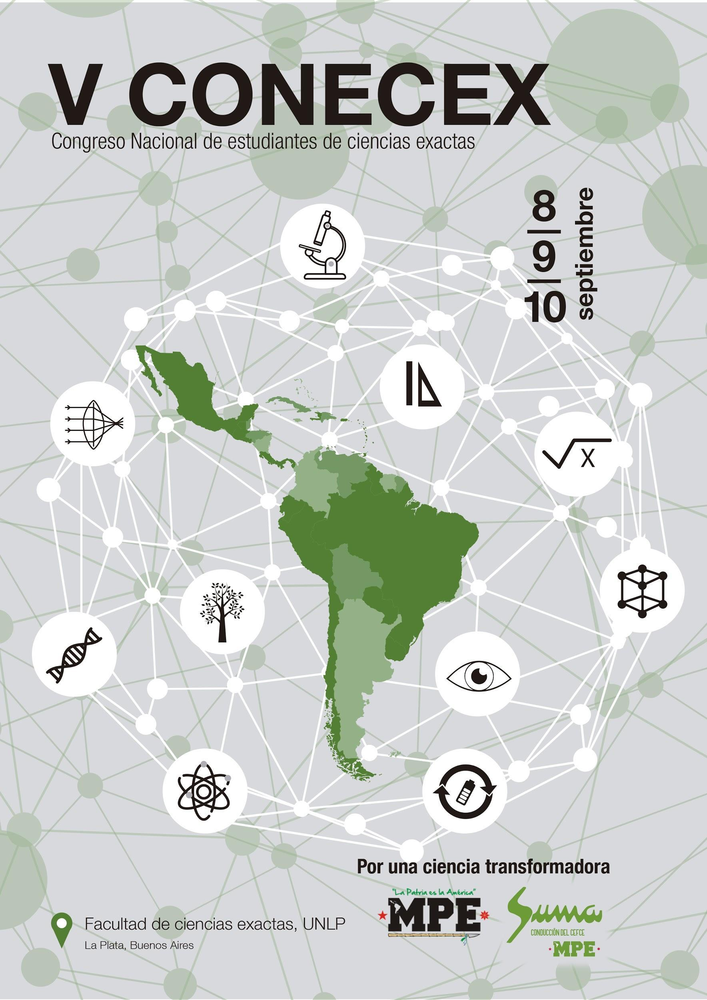 V CONECEX
Congreso Nacional de estudiantes de ciencias exactas
8|9|10
septiembre
x
Por una ciencia transformadora
"La Patria es la América"
MPE
Suma
CONDUCCIÓN DEL CEFCE
MPE
Facultad de ciencias exactas, UNLP
La Plata, Buenos Aires